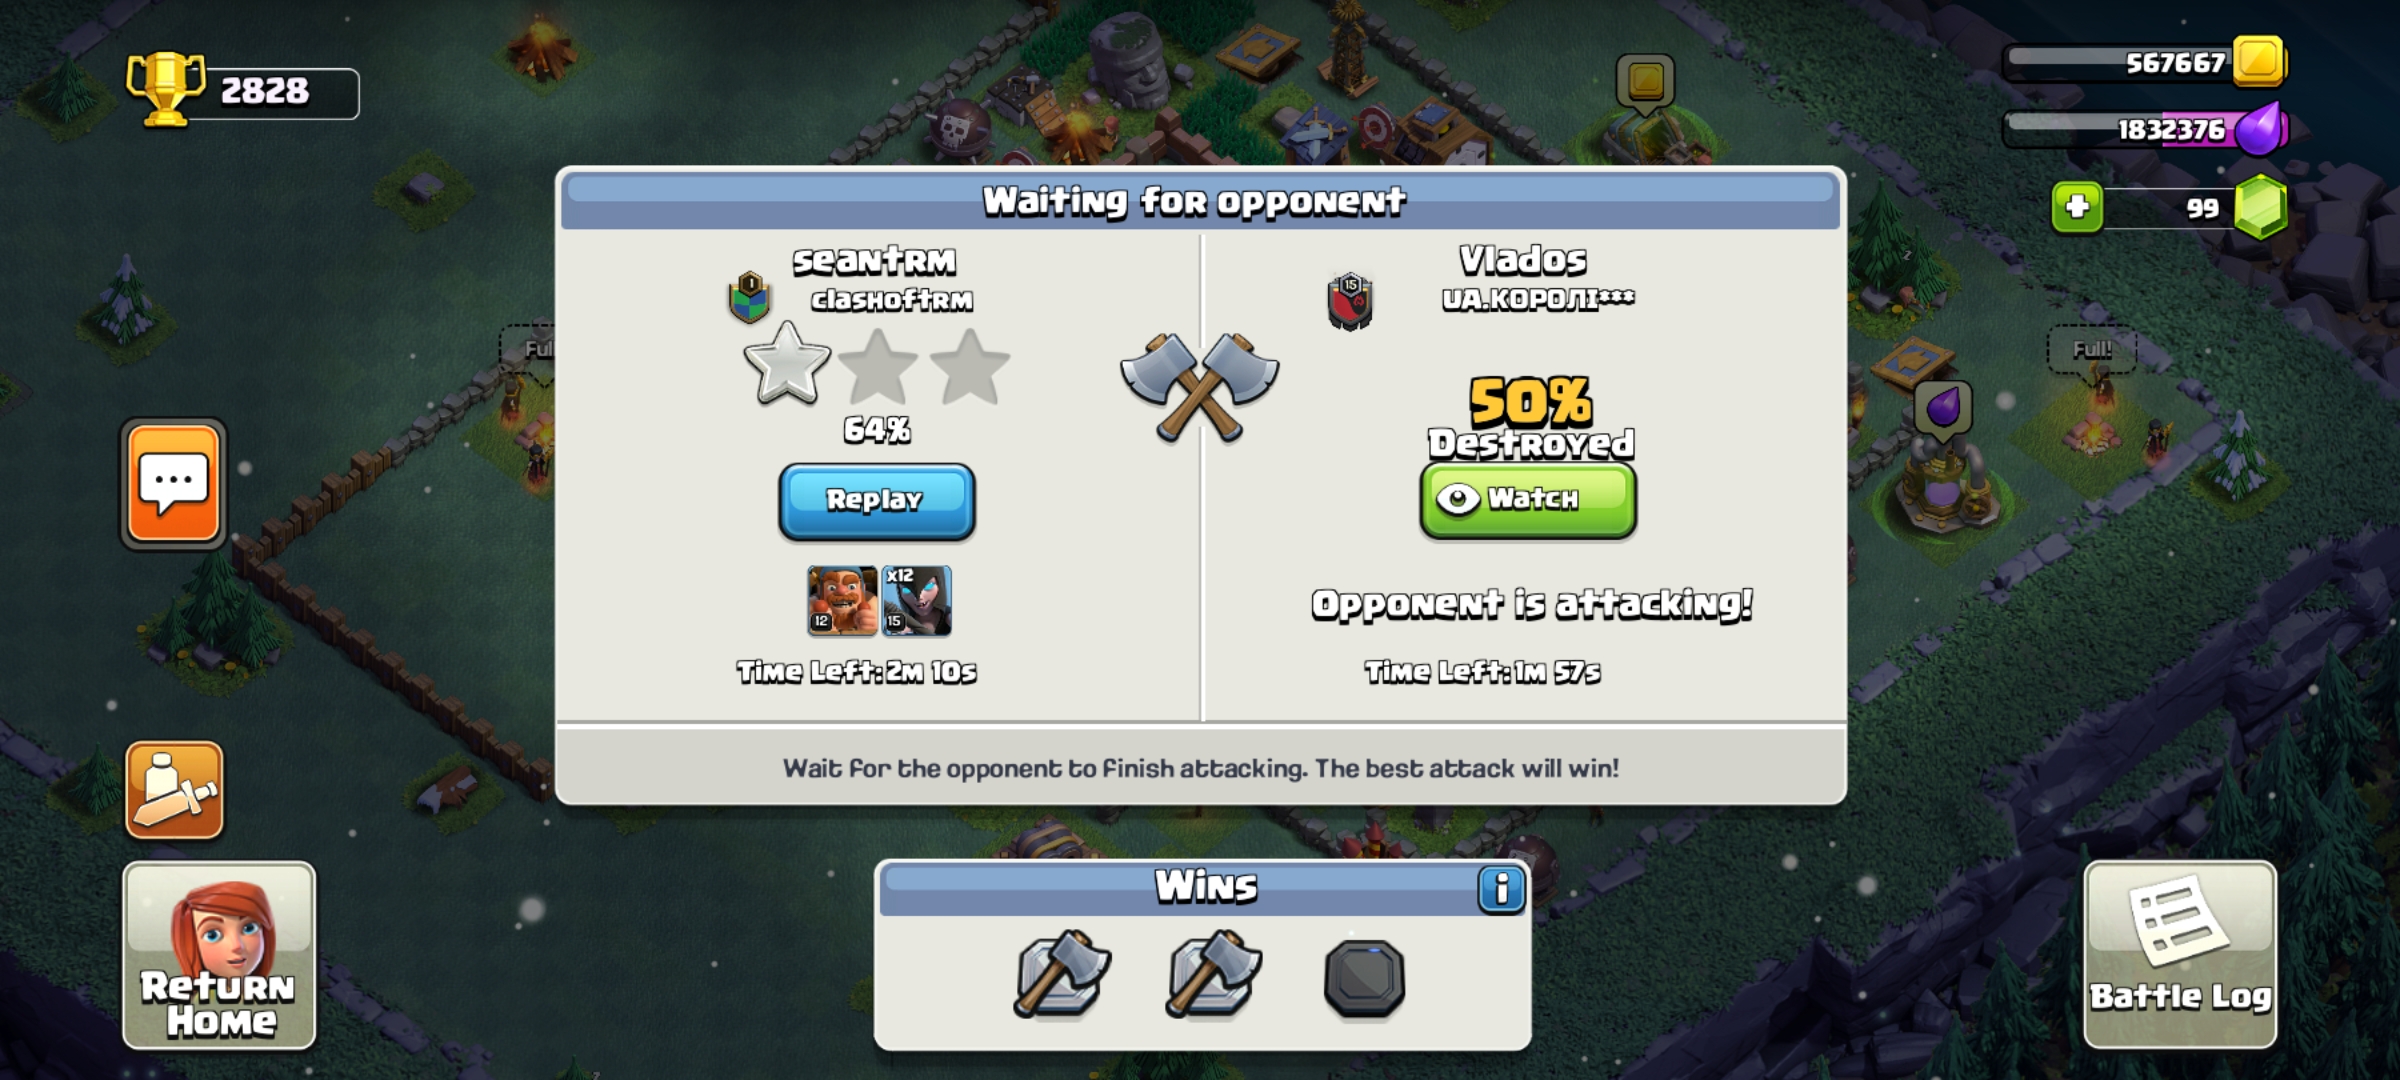 2828
567667
1832376
99
Waiting for opponent
seantrm
1
clashoftrm
Vlados
15
UA.КОРОЛІ***
64%
50%
Destroyed
Replay
Watch
x12
12
15
Opponent is attacking!
Time Left: 2m 10s
Time Left: 1m 57s
Wait for the opponent to finish attacking. The best attack will win!
Full!
Wins
i
Return
Home
Battle Log